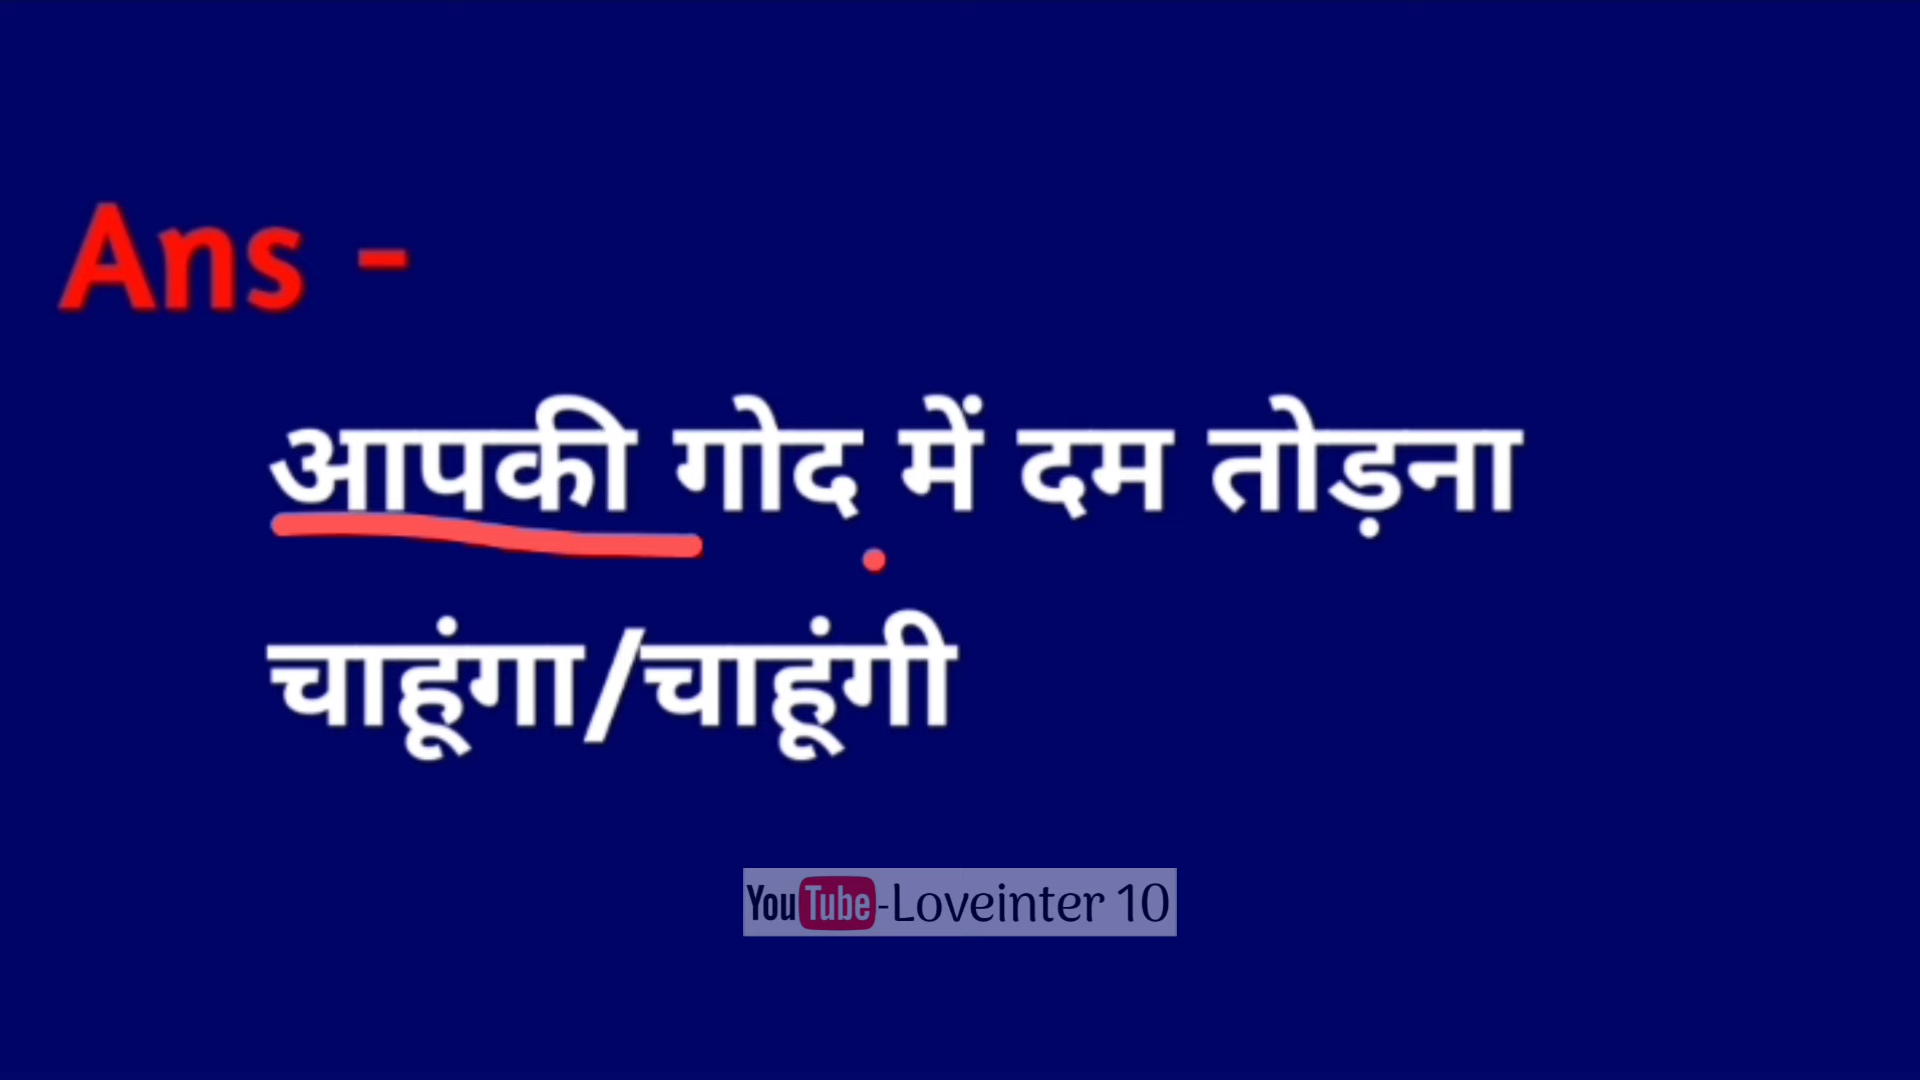 Ans -
आपकी गोद में दम तोड़ना
चाहूंगा/चाहूंगी
YouTube-Loveinter 10